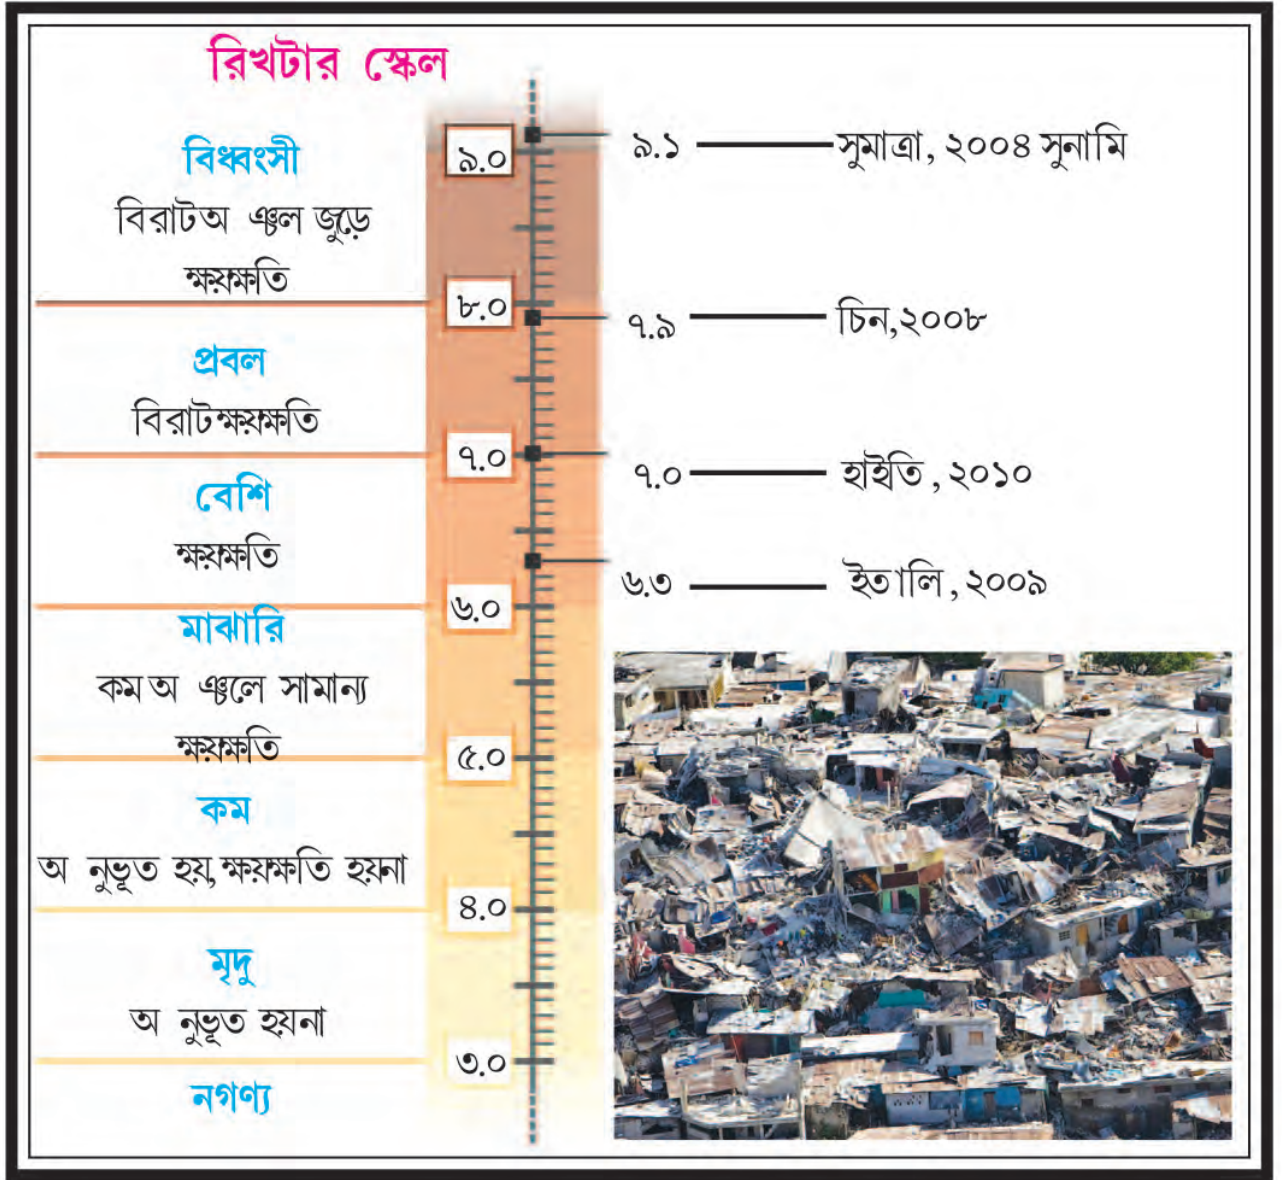 রিখটার স্কেল
বিধ্বংসী
বিরাটঅ ঞ্চল জুড়ে
ক্ষয়ক্ষতি
প্রবল
বিরাটক্ষয়ক্ষতি
বেশি
ক্ষয়ক্ষতি
মাঝারি
কমঅ ঞ্চলে সামান্য
ক্ষয়ক্ষতি
কম
অ নুভূত হয়,ক্ষয়ক্ষতি হয়না
মৃদু
অ নুভূত হয়না
নগণ্য
৯.০
৮.০
৭.০
৬.০
৫.০
৪.০
৩.০
৯.১ সুমাত্রা, ২০০৪ সুনামি
৭.৯ চিন,২০০৮
৭.০ হাইতি , ২০১০
৬.৩ ইতালি , ২০০৯